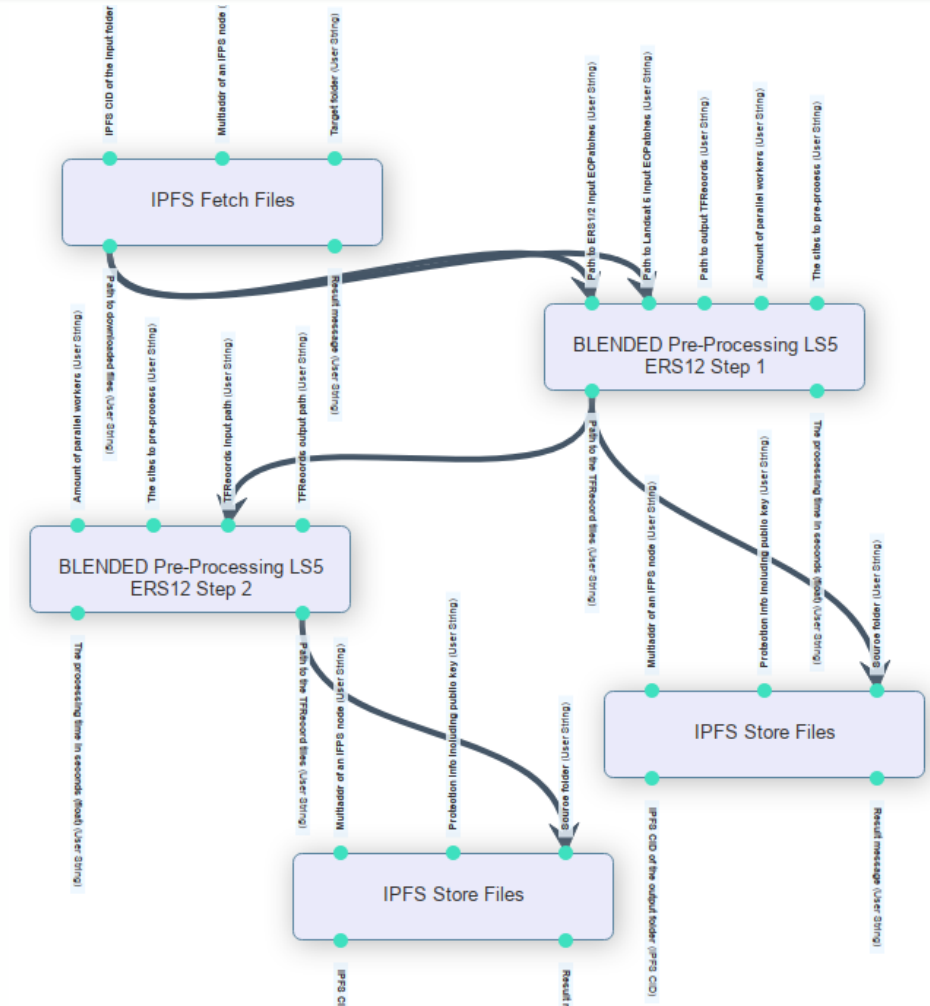 IPFS CID of the Input folder
Multiaddr of an IFPS node (
Target folder (User String)
IPFS Fetch Files
Path to downloaded files (User String)
Result message (User String)
Path to ERS1/2 Input EOPatches (User String)
Path to Landsat 5 Input EOPatches (User String)
Path to output TFRecords (User String)
Amount of parallel workers (User String)
The sites to pre-process (User String)
BLENDED Pre-Processing LS5
ERS12 Step 1
Path to the TFRecord files (User String)
The processing time in seconds (float) (User String)
Amount of parallel workers (User String)
The sites to pre-process (User String)
TFRecords Input path (User String)
TFRecords output path (User String)
BLENDED Pre-Processing LS5
ERS12 Step 2
The processing time in seconds (float) (User String)
Path to the TFRecord files (User String)
Multiaddr of an IFPS node (User String)
Protection Info Including public key (User String)
Source folder (User String)
IPFS Store Files
IPFS CID of the output folder (IPFS CID)
Result message (User String)
Multiaddr of an IFPS node (User String)
Protection Info Including public key (User String)
Source folder (User String)
IPFS Store Files
IPFS CI
Result